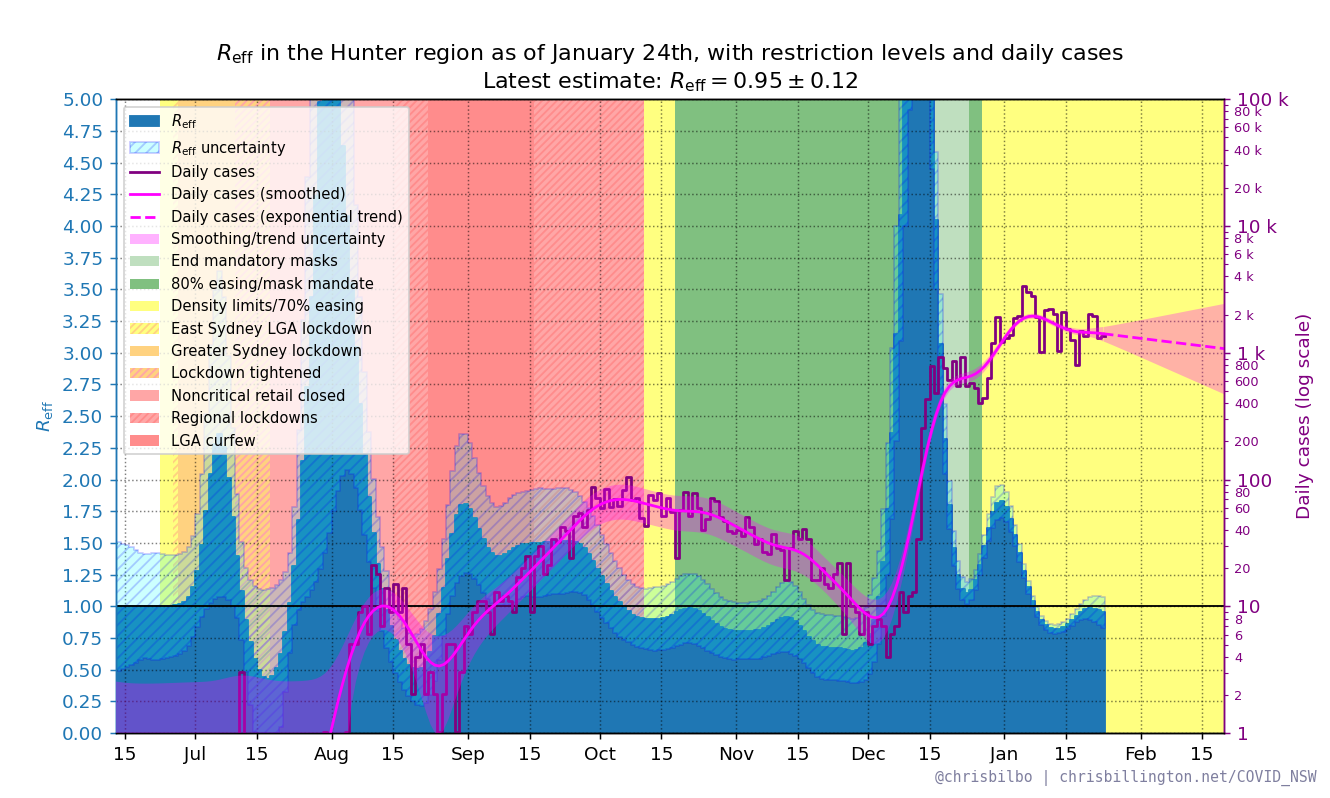 R_eff in the Hunter region as of January 24th, with restriction levels and daily cases
Latest estimate: R_eff = 0.95 ± 0.12
R_eff
R_eff uncertainty
Daily cases
Daily cases (smoothed)
Daily cases (exponential trend)
Smoothing/trend uncertainty
End mandatory masks
80% easing/mask mandate
Density limits/70% easing
East Sydney LGA lockdown
Greater Sydney lockdown
Lockdown tightened
Noncritical retail closed
Regional lockdowns
LGA curfew
R_eff
5.00
4.75
4.50
4.25
4.00
3.75
3.50
3.25
3.00
2.75
2.50
2.25
2.00
1.75
1.50
1.25
1.00
0.75
0.50
0.25
0.00
100 k
80 k
60 k
40 k
20 k
10 k
8 k
6 k
4 k
2 k
1 k
800
600
400
200
100
80
60
40
20
10
8
6
4
2
1
Daily cases (log scale)
15 Jul 15 Aug 15 Sep 15 Oct 15 Nov 15 Dec 15 Jan 15 Feb 15
@chrisbilbo | chrisbillington.net/COVID_NSW